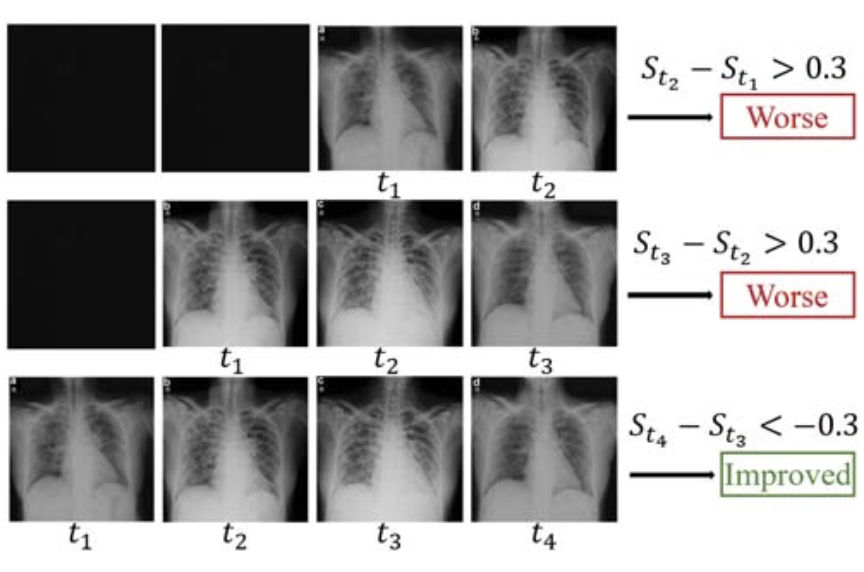 a b
S_{t_2} − S_{t_1} > 0.3
Worse
t_1 t_2
b c d
S_{t_3} − S_{t_2} > 0.3
Worse
t_1 t_2 t_3
a b c d
S_{t_4} − S_{t_3} < −0.3
Improved
t_1 t_2 t_3 t_4